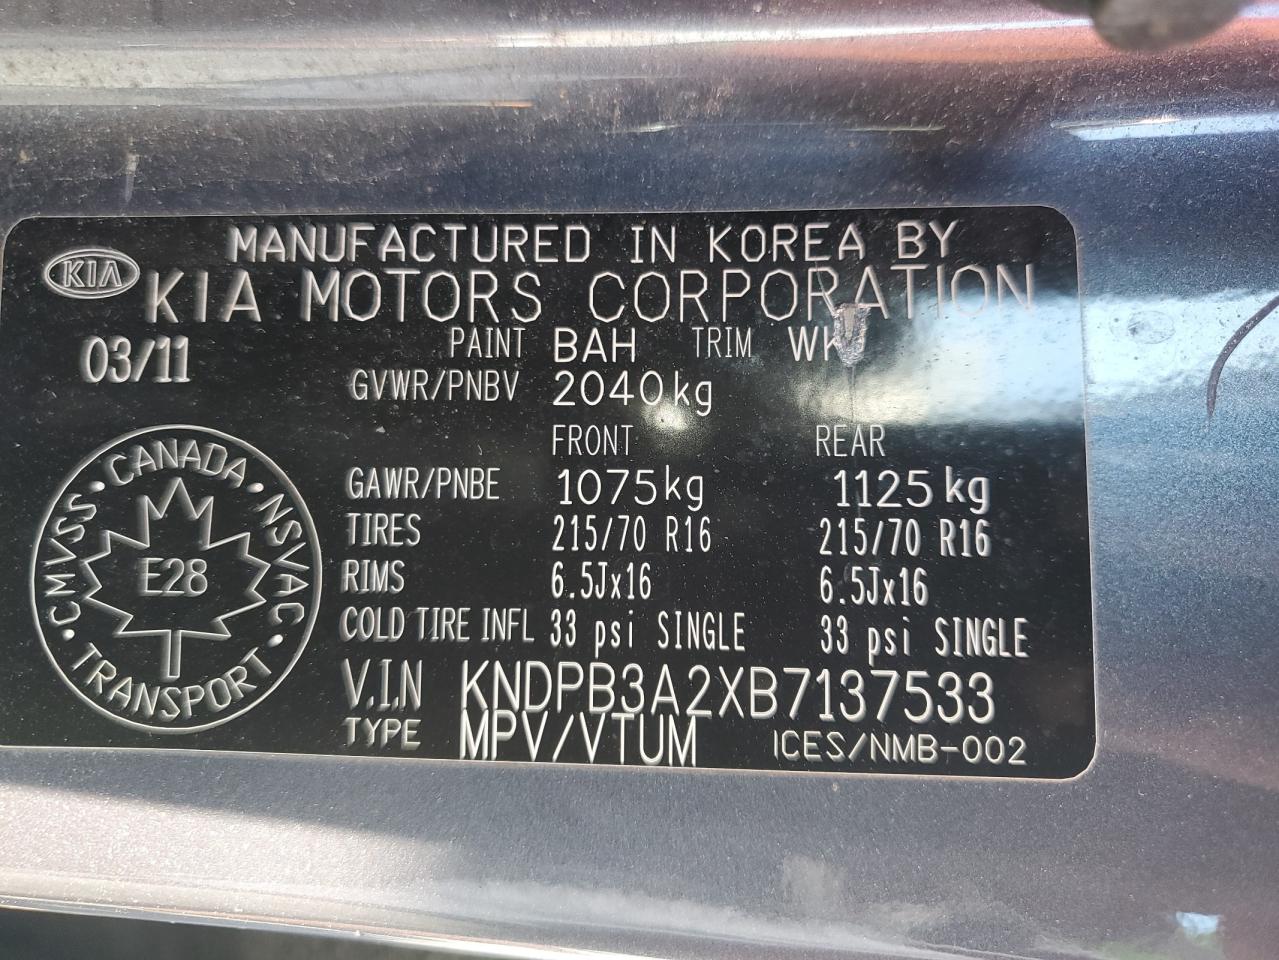 MANUFACTURED IN KOREA BY
KIA
KIA MOTORS CORPORATION
03/11
PAINT BAH TRIM
GVWR/PNBV 2040kg
FRONT REAR
GAWR/PNBE 1075kg 1125kg
TIRES 215/70 R16 215/70 R16
RIMS 6.5Jx16 6.5Jx16
COLD TIRE INFL 33 psi SINGLE 33 psi SINGLE
V.I.N KNDPB3A2XB7137533
TYPE MPV/VTUM ICES/NMB-002
CMVSS • CANADA • NSVAC • TRANSPORT •
E28